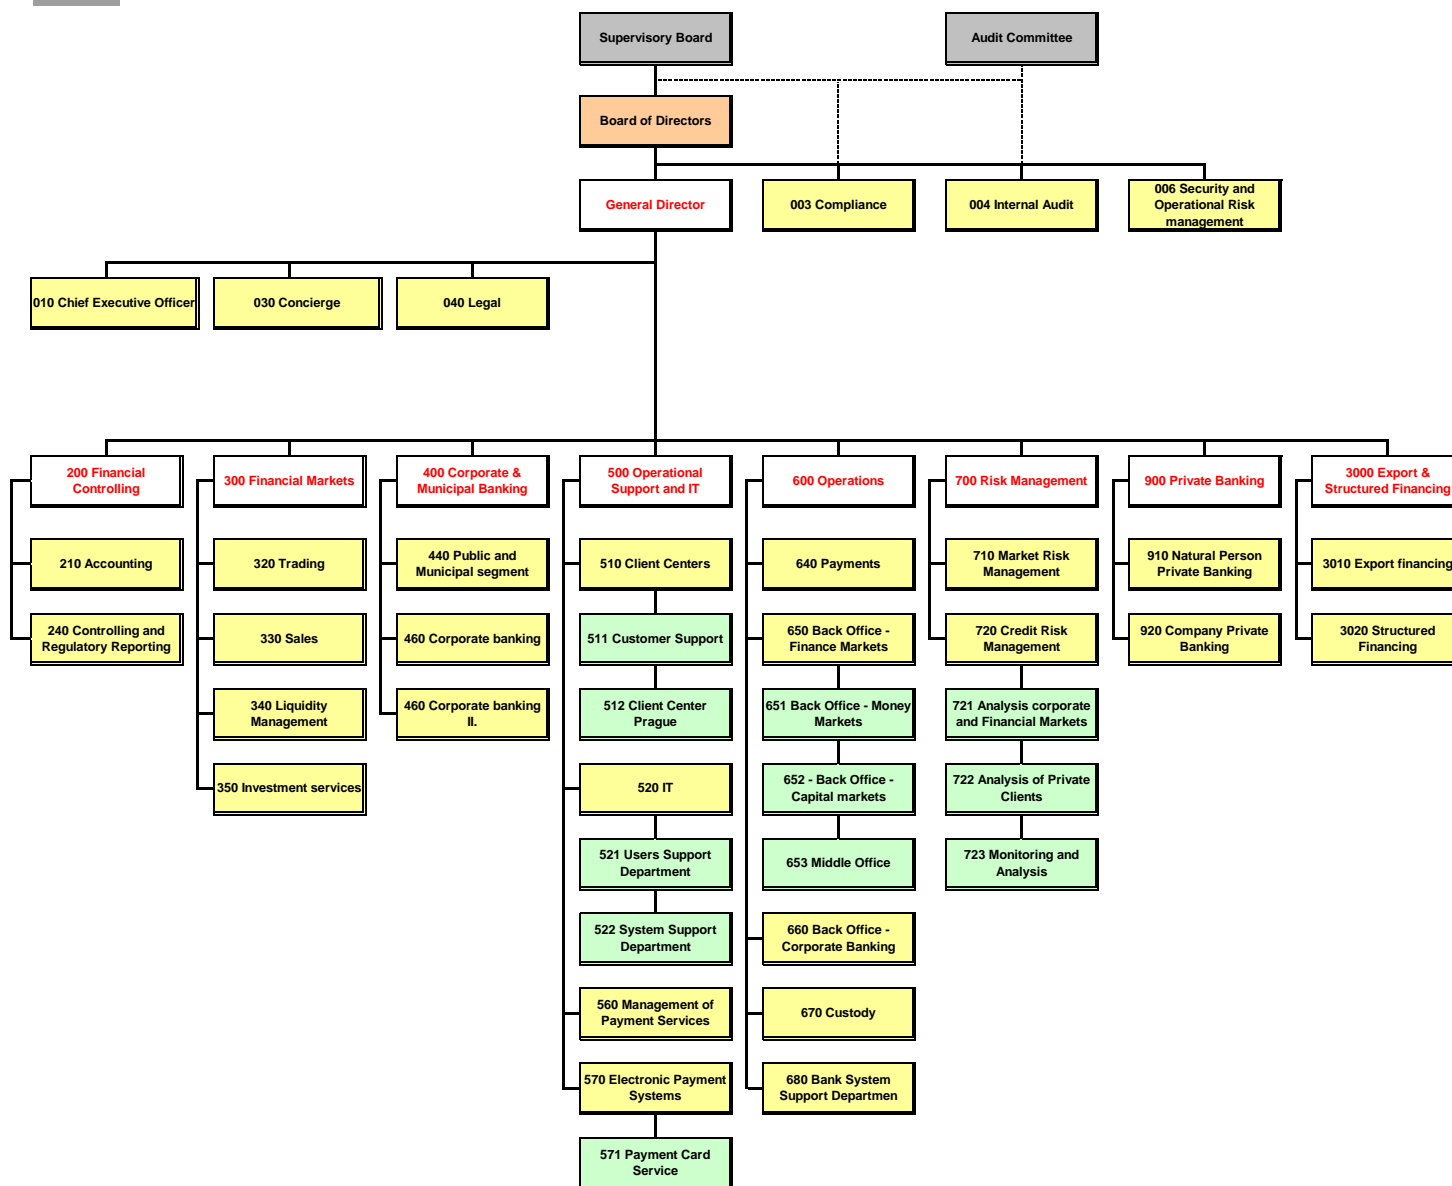 Supervisory Board
Audit Committee
Board of Directors
General Director
003 Compliance
004 Internal Audit
006 Security and
Operational Risk
management
010 Chief Executive Officer
030 Concierge
040 Legal
200 Financial
Controlling
300 Financial Markets
400 Corporate &
Municipal Banking
500 Operational
Support and IT
600 Operations
700 Risk Management
900 Private Banking
3000 Export &
Structured Financing
210 Accounting
320 Trading
440 Public and
Municipal segment
510 Client Centers
640 Payments
710 Market Risk
Management
910 Natural Person
Private Banking
3010 Export financing
240 Controlling and
Regulatory Reporting
330 Sales
460 Corporate banking
511 Customer Support
650 Back Office -
Finance Markets
720 Credit Risk
Management
920 Company Private
Banking
3020 Structured
Financing
340 Liquidity
Management
460 Corporate banking
II.
512 Client Center
Prague
651 Back Office - Money
Markets
721 Analysis corporate
and Financial Markets
350 Investment services
520 IT
652 - Back Office -
Capital markets
722 Analysis of Private
Clients
521 Users Support
Department
653 Middle Office
723 Monitoring and
Analysis
522 System Support
Department
660 Back Office -
Corporate Banking
560 Management of
Payment Services
670 Custody
570 Electronic Payment
Systems
680 Bank System
Support Departmen
571 Payment Card
Service